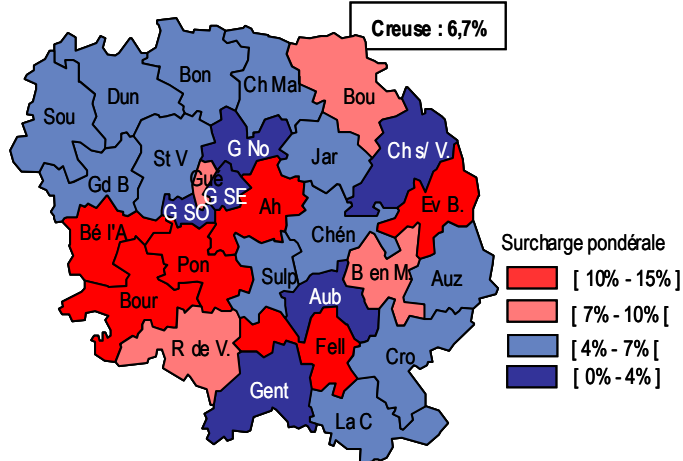 Creuse : 6,7%
Bon
Ch Mal
Dun
Bou
Sou
G No
St V
Jar
Ch s/ V.
Gué
Gd B
G SE
G SO
Ah
Ev B.
Bé l'A
Chén
Surcharge pondérale
Pon
Sulp
B en M.
Auz
[ 10% - 15% ]
Bour
Aub
[ 7% - 10% [
R de V.
Fell
Cro
[ 4% - 7% [
Gent
[ 0% - 4% ]
La C